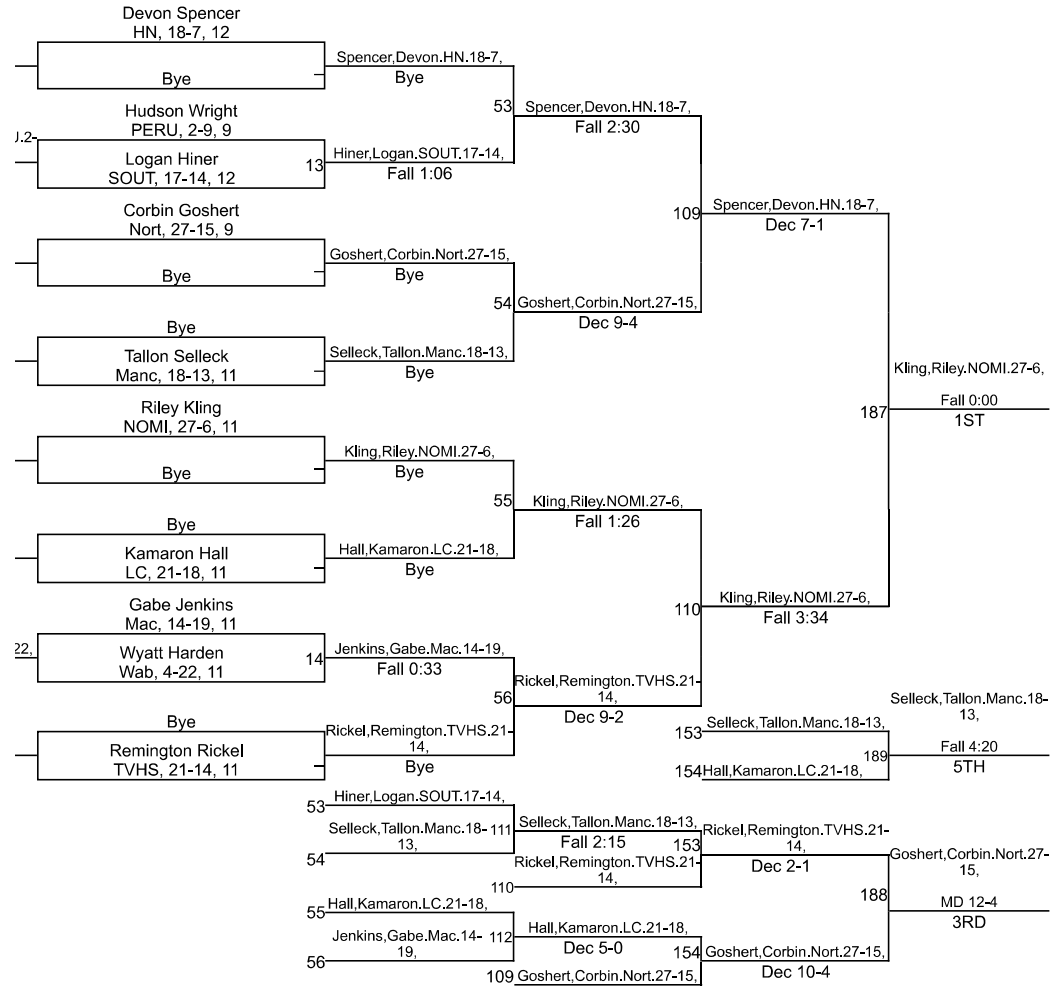 Devon Spencer
HN, 18-7, 12
Spencer,Devon.HN.18-7,
Bye
Bye
53
Spencer,Devon.HN.18-7,
Fall 2:30
Hudson Wright
PERU, 2-9, 9
J.2-
Logan Hiner
SOUT, 17-14, 12
13
Hiner,Logan.SOUT.17-14,
Fall 1:06
109
Spencer,Devon.HN.18-7,
Dec 7-1
Corbin Goshert
Nort, 27-15, 9
Goshert,Corbin.Nort.27-15,
Bye
Bye
54
Goshert,Corbin.Nort.27-15,
Dec 9-4
Bye
Tallon Selleck
Manc, 18-13, 11
Selleck,Tallon.Manc.18-13,
Bye
187
Kling,Riley.NOMI.27-6,
Fall 0:00
1ST
Riley Kling
NOMI, 27-6, 11
Kling,Riley.NOMI.27-6,
Bye
Bye
55
Kling,Riley.NOMI.27-6,
Fall 1:26
Bye
Kamaron Hall
LC, 21-18, 11
Hall,Kamaron.LC.21-18,
Bye
110
Kling,Riley.NOMI.27-6,
Fall 3:34
Gabe Jenkins
Mac, 14-19, 11
22,
Wyatt Harden
Wab, 4-22, 11
14
Jenkins,Gabe.Mac.14-19,
Fall 0:33
56
Rickel,Remington.TVHS.21-
14,
Dec 9-2
Bye
Remington Rickel
TVHS, 21-14, 11
Rickel,Remington.TVHS.21-
14,
Bye
153
Selleck,Tallon.Manc.18-13,
154
Hall,Kamaron.LC.21-18,
189
Selleck,Tallon.Manc.18-
13,
Fall 4:20
5TH
53
Hiner,Logan.SOUT.17-14,
54
Selleck,Tallon.Manc.18-
13,
111
Selleck,Tallon.Manc.18-13,
Fall 2:15
110
Rickel,Remington.TVHS.21-
14,
153
Rickel,Remington.TVHS.21-
14,
Dec 2-1
188
Goshert,Corbin.Nort.27-
15,
MD 12-4
3RD
55
Hall,Kamaron.LC.21-18,
56
Jenkins,Gabe.Mac.14-
19,
112
Hall,Kamaron.LC.21-18,
Dec 5-0
109
Goshert,Corbin.Nort.27-15,
154
Goshert,Corbin.Nort.27-15,
Dec 10-4